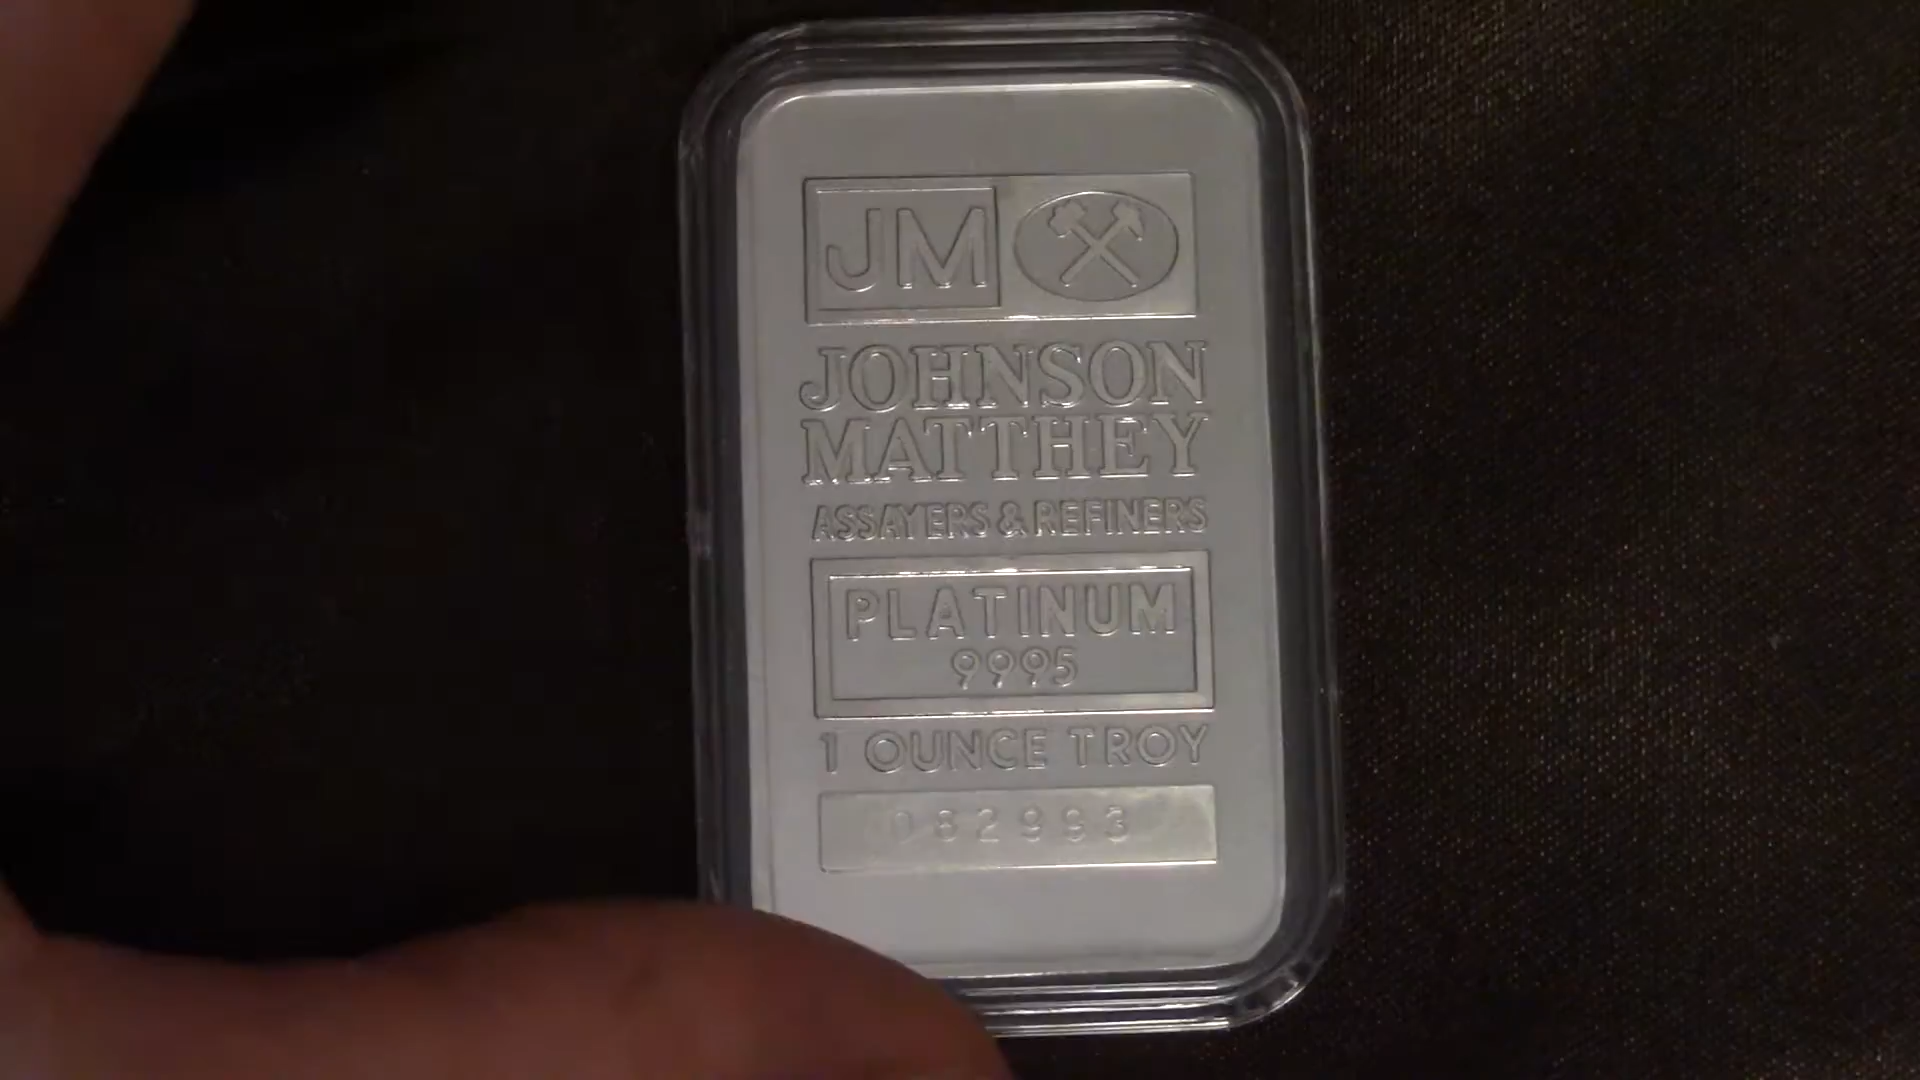 JM
JOHNSON
MATTHEY
ASSAYERS & REFINERS
PLATINUM
9995
1 OUNCE TROY